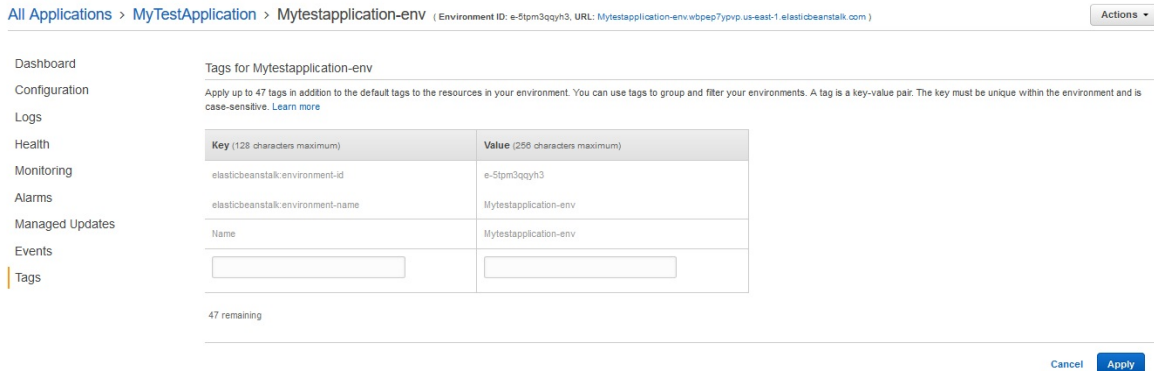 All Applications > MyTestApplication > Mytestapplication-env ( Environment ID: e-5tpm3qqyh3, URL: Mytestapplication-env.wbpep7ypvp.us-east-1.elasticbeanstalk.com )
Actions
Dashboard
Configuration
Logs
Health
Monitoring
Alarms
Managed Updates
Events
Tags
Tags for Mytestapplication-env
Apply up to 47 tags in addition to the default tags to the resources in your environment. You can use tags to group and filter your environments. A tag is a key-value pair. The key must be unique within the environment and is
case-sensitive. Learn more
Key (128 characters maximum) Value (256 characters maximum)
elasticbeanstalk:environment-id e-5tpm3qqyh3
elasticbeanstalk:environment-name Mytestapplication-env
Name Mytestapplication-env
47 remaining
Cancel Apply